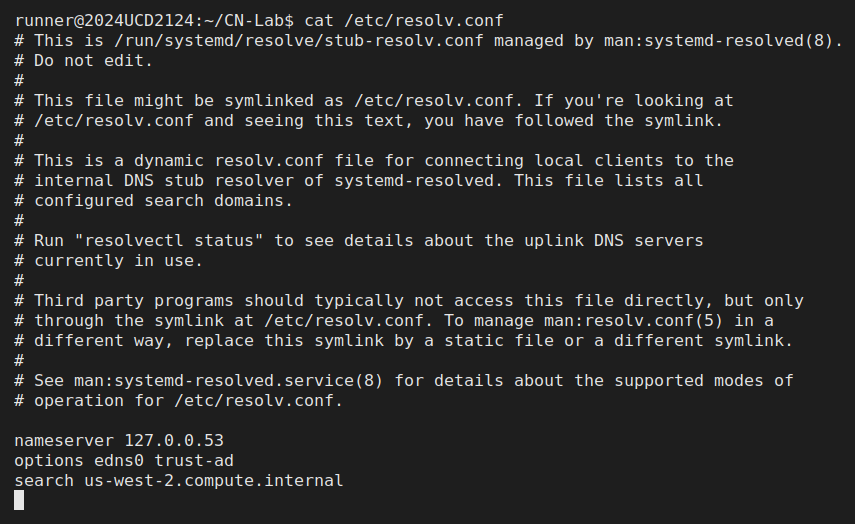 runner@2024UCD2124:~/CN-Lab$ cat /etc/resolv.conf
# This is /run/systemd/resolve/stub-resolv.conf managed by man:systemd-resolved(8).
# Do not edit.
#
# This file might be symlinked as /etc/resolv.conf. If you're looking at
# /etc/resolv.conf and seeing this text, you have followed the symlink.
#
# This is a dynamic resolv.conf file for connecting local clients to the
# internal DNS stub resolver of systemd-resolved. This file lists all
# configured search domains.
#
# Run "resolvectl status" to see details about the uplink DNS servers
# currently in use.
#
# Third party programs should typically not access this file directly, but only
# through the symlink at /etc/resolv.conf. To manage man:resolv.conf(5) in a
# different way, replace this symlink by a static file or a different symlink.
#
# See man:systemd-resolved.service(8) for details about the supported modes of
# operation for /etc/resolv.conf.

nameserver 127.0.0.53
options edns0 trust-ad
search us-west-2.compute.internal